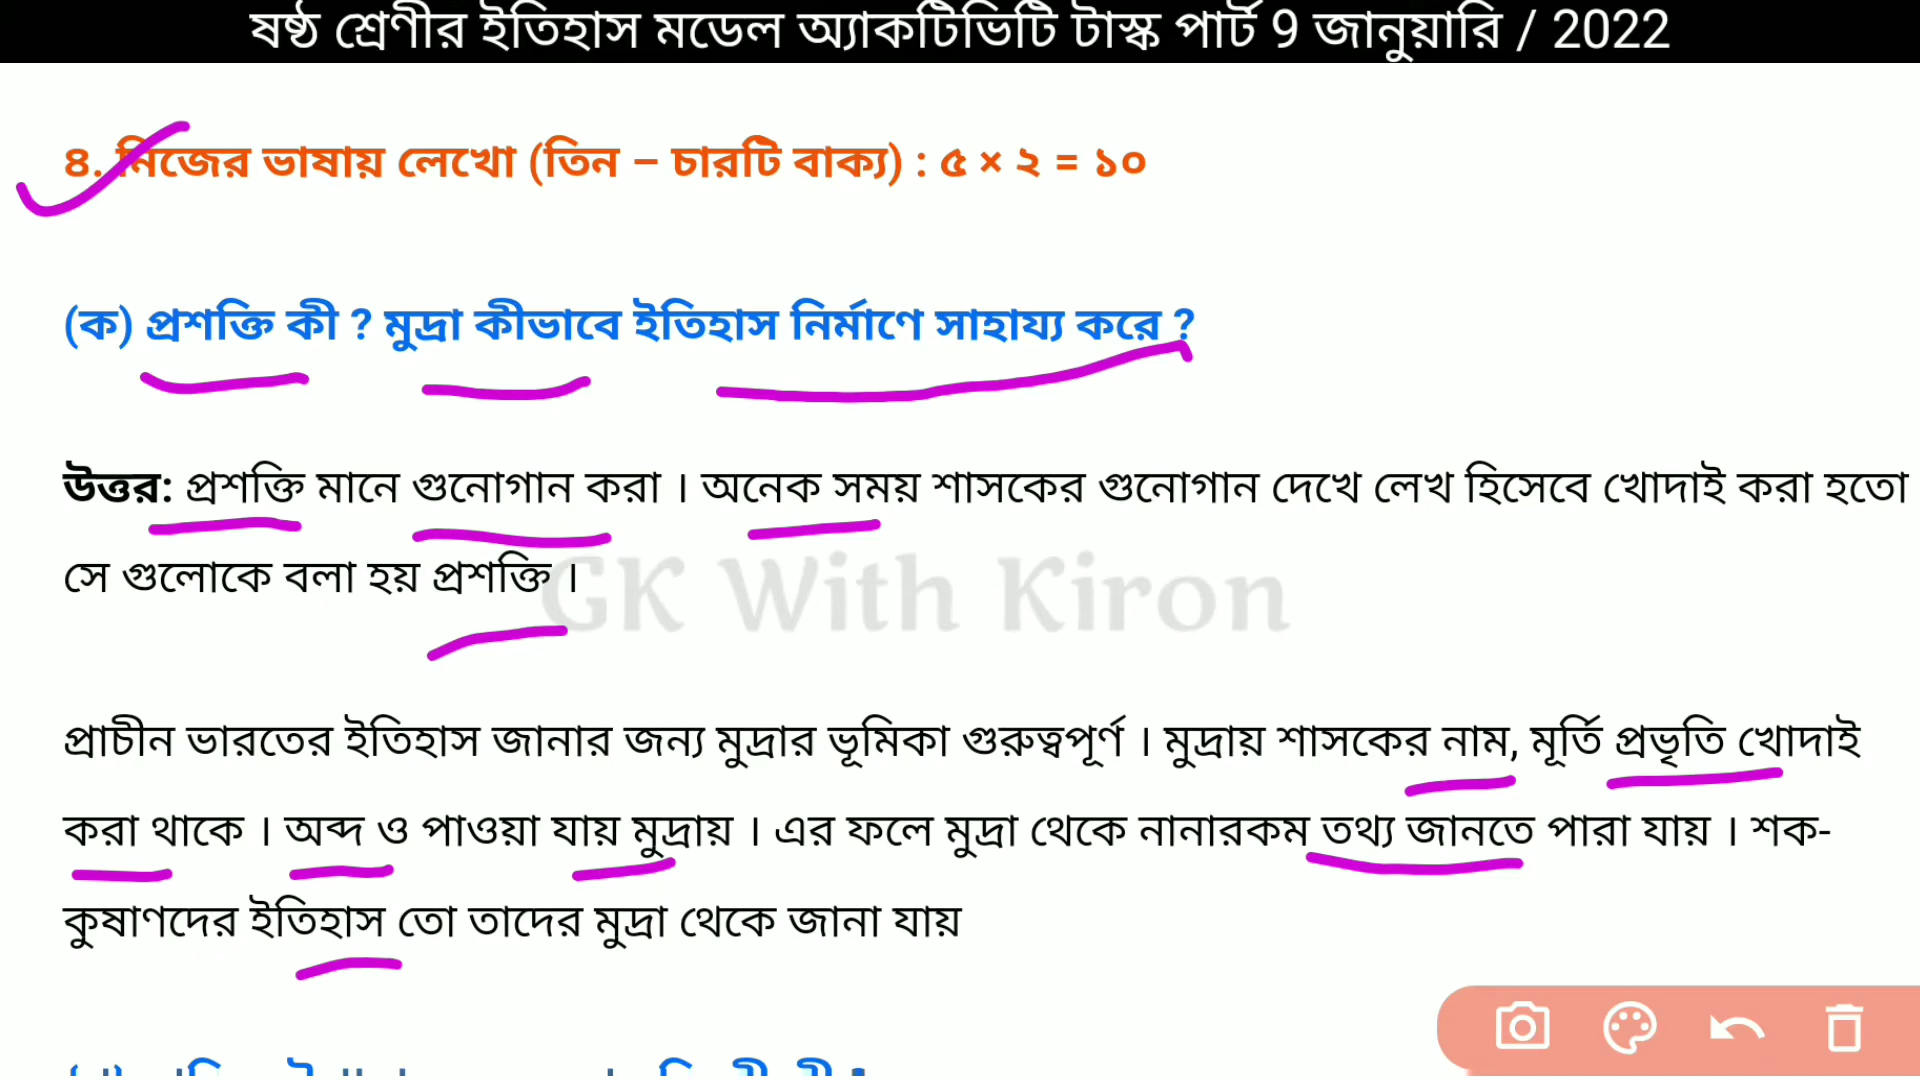 ষষ্ঠ শ্রেণীর ইতিহাস মডেল অ্যাকটিভিটি টাস্ক পার্ট 9 জানুয়ারি / 2022
৪. নিজের ভাষায় লেখো (তিন – চারটি বাক্য) : ৫ × ২ = ১০
(ক) প্রশক্তি কী ? মুদ্রা কীভাবে ইতিহাস নির্মাণে সাহায্য করে ?
উত্তর: প্রশক্তি মানে গুনোগান করা । অনেক সময় শাসকের গুনোগান দেখে লেখ হিসেবে খোদাই করা হতো
সে গুলোকে বলা হয় প্রশক্তি ।
GK With Kiron
প্রাচীন ভারতের ইতিহাস জানার জন্য মুদ্রার ভূমিকা গুরুত্বপূর্ণ । মুদ্রায় শাসকের নাম, মূর্তি প্রভৃতি খোদাই
করা থাকে । অব্দ ও পাওয়া যায় মুদ্রায় । এর ফলে মুদ্রা থেকে নানারকম তথ্য জানতে পারা যায় । শক-
কুষাণদের ইতিহাস তো তাদের মুদ্রা থেকে জানা যায়